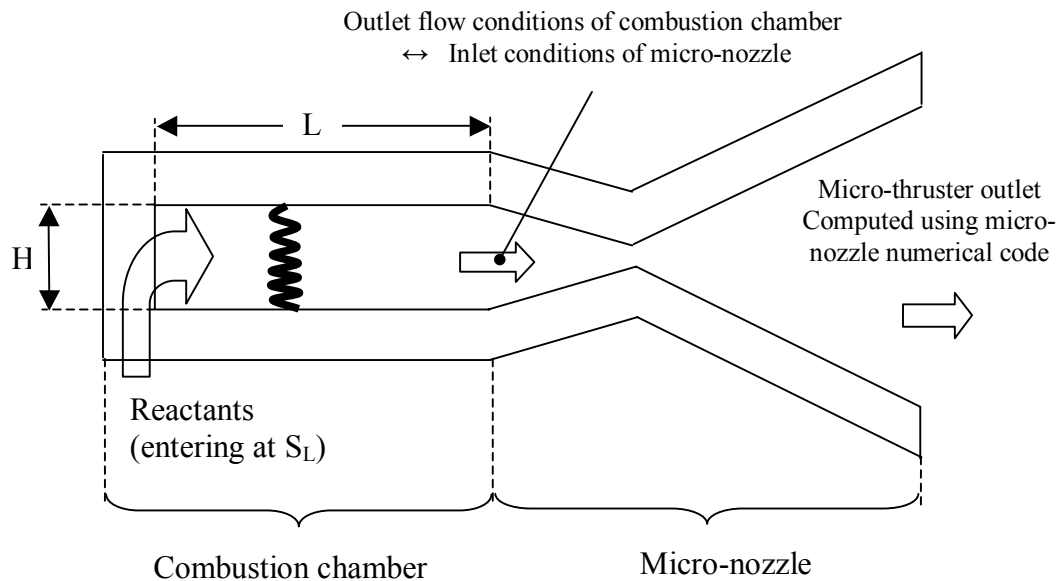 Outlet flow conditions of combustion chamber
↔ Inlet conditions of micro-nozzle
L
H
Micro-thruster outlet
Computed using micro-
nozzle numerical code
Reactants
(entering at S_L)
Combustion chamber
Micro-nozzle